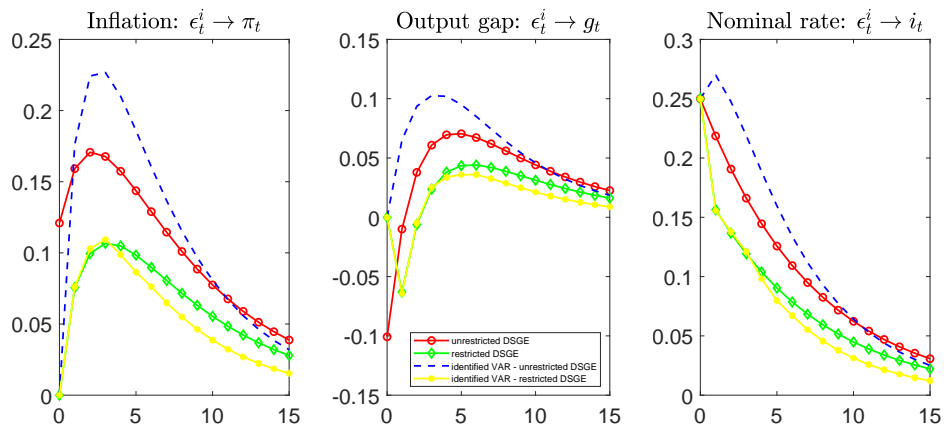 Inflation: ϵ_t^i → π_t
0.25
0.2
0.15
0.1
0.05
0
0 5 10 15
Output gap: ϵ_t^i → g_t
0.15
0.1
0.05
0
-0.05
-0.1
-0.15
0 5 10 15
unrestricted DSGE
restricted DSGE
identified VAR - unrestricted DSGE
identified VAR - restricted DSGE
Nominal rate: ϵ_t^i → i_t
0.3
0.25
0.2
0.15
0.1
0.05
0
0 5 10 15